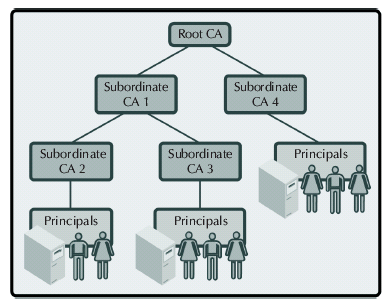 Root CA
Subordinate
CA 1
Subordinate
CA 4
Subordinate
CA 2
Subordinate
CA 3
Principals
Principals
Principals